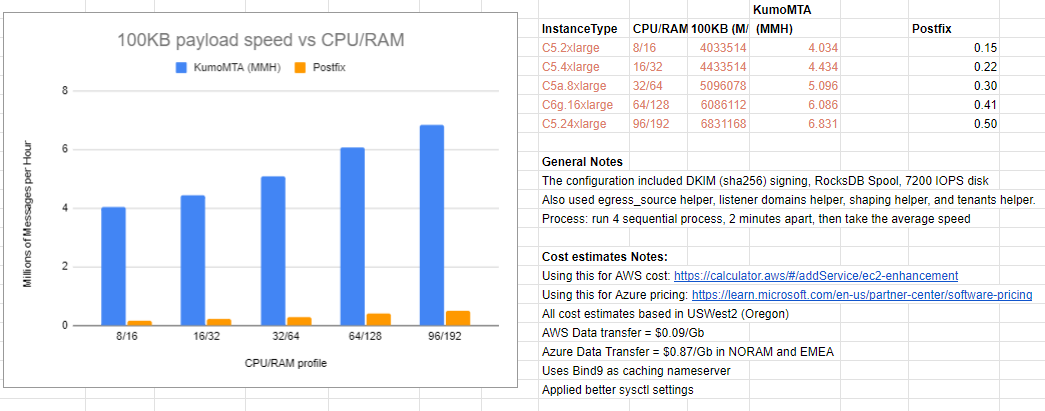 100KB payload speed vs CPU/RAM
KumoMTA (MMH) Postfix
Millions of Messages per Hour
8
6
4
2
0
8/16 16/32 32/64 64/128 96/192
CPU/RAM profile
KumoMTA
InstanceType CPU/RAM 100KB (M/ (MMH) Postfix
C5.2xlarge 8/16 4033514 4.034 0.15
C5.4xlarge 16/32 4433514 4.434 0.22
C5a.8xlarge 32/64 5096078 5.096 0.30
C6g.16xlarge 64/128 6086112 6.086 0.41
C5.24xlarge 96/192 6831168 6.831 0.50
General Notes
The configuration included DKIM (sha256) signing, RocksDB Spool, 7200 IOPS disk
Also used egress_source helper, listener domains helper, shaping helper, and tenants helper.
Process: run 4 sequential process, 2 minutes apart, then take the average speed
Cost estimates Notes:
Using this for AWS cost: https://calculator.aws/#/addService/ec2-enhancement
Using this for Azure pricing: https://learn.microsoft.com/en-us/partner-center/software-pricing
All cost estimates based in USWest2 (Oregon)
AWS Data transfer = $0.09/Gb
Azure Data Transfer = $0.87/Gb in NORAM and EMEA
Uses Bind9 as caching nameserver
Applied better sysctl settings